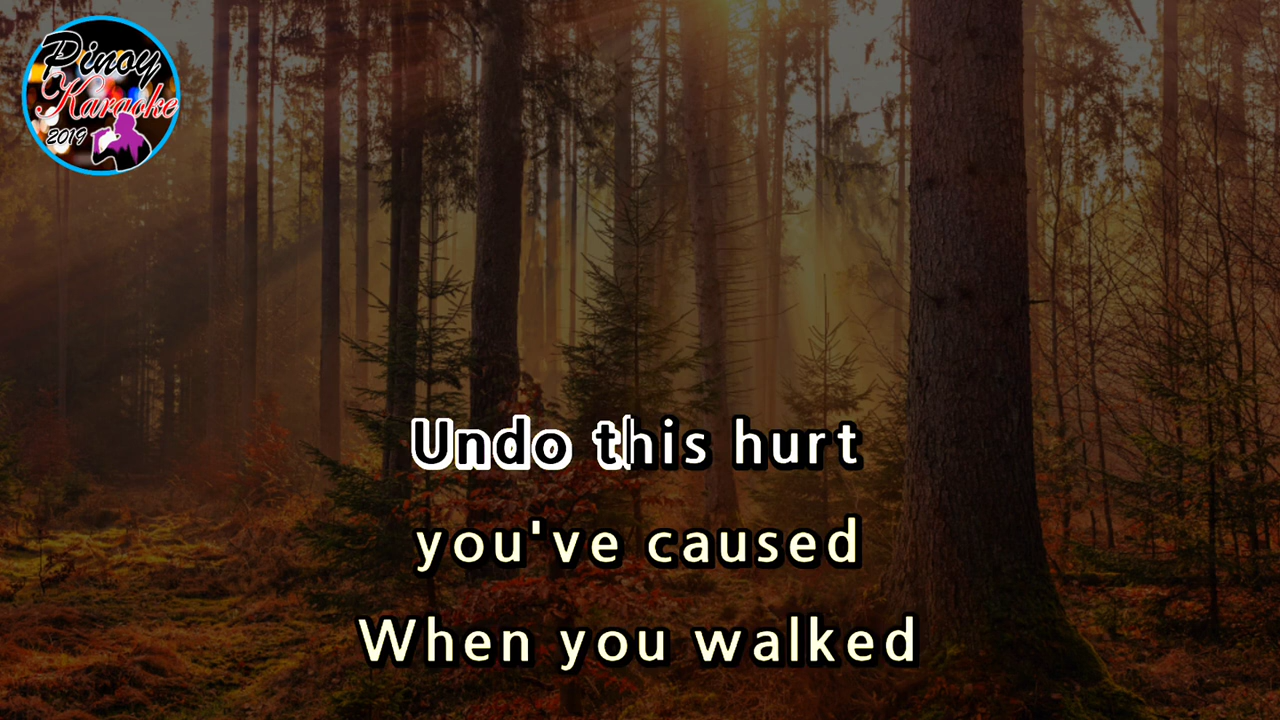 Pinoy
Karaoke
2019
Undo this hurt
you've caused
When you walked